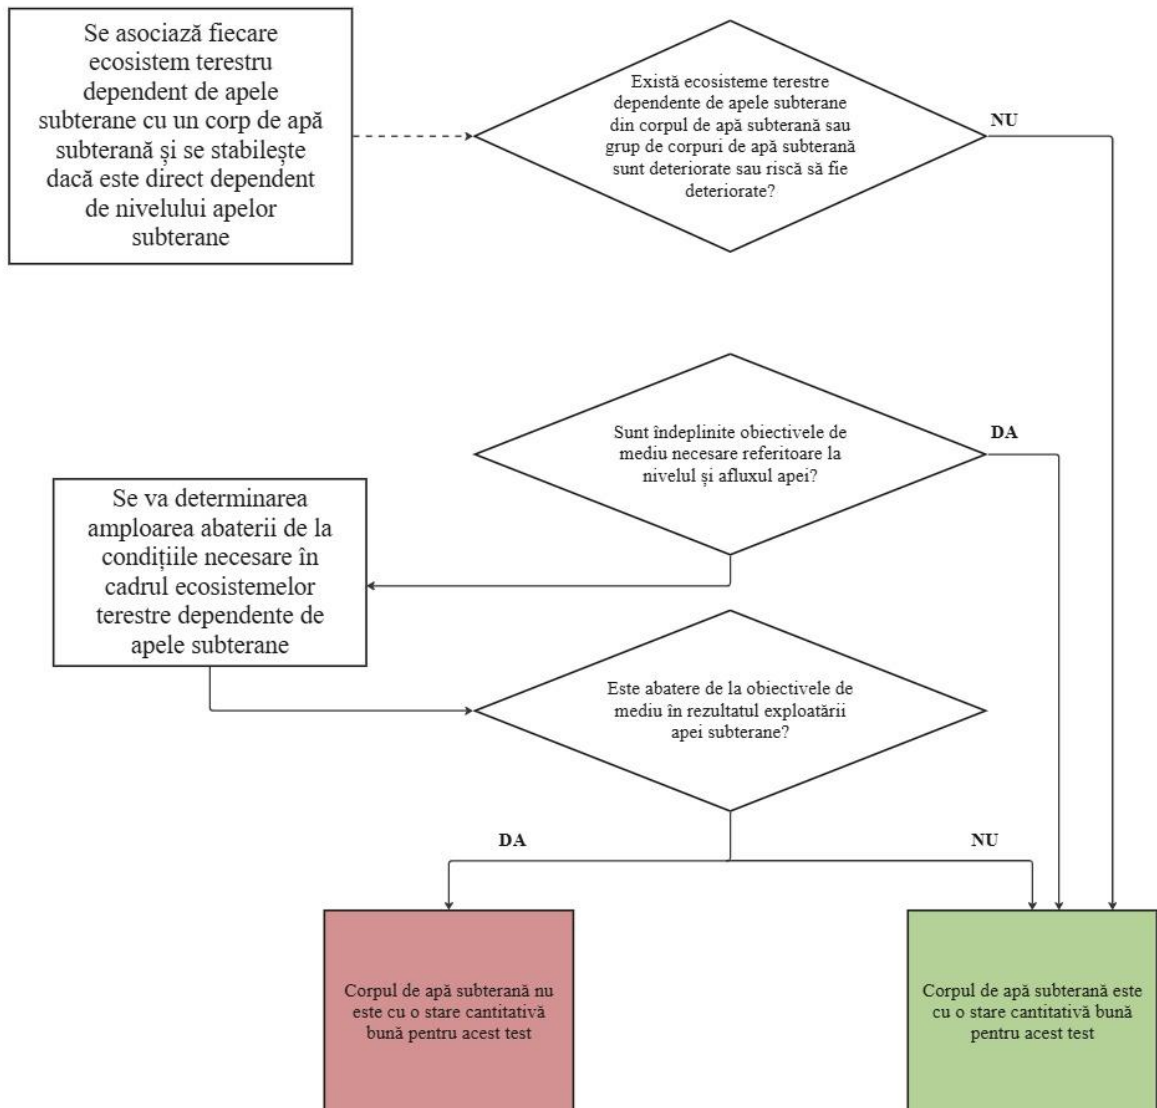 Se asociază fiecare
ecosistem terestru
dependent de apele
subterane cu un corp de apă
subterană și se stabilește
dacă este direct dependent
de nivelului apelor
subterane
Există ecosisteme terestre
dependente de apele subterane
din corpul de apă subterană sau
grup de corpuri de apă subterană
sunt deteriorate sau riscă să fie
deteriorate?
NU
Sunt îndeplinite obiectivele de
mediu necesare referitoare la
nivelul și afluxul apei?
DA
Se va determinarea
amploarea abaterii de la
condițiile necesare în
cadrul ecosistemelor
terestre dependente de
apele subterane
Este abatere de la obiectivele de
mediu în rezultatul exploatării
apei subterane?
DA
NU
Corpul de apă subterană nu
este cu o stare cantitativă
bună pentru acest test
Corpul de apă subterană este
cu o stare cantitativă bună
pentru acest test